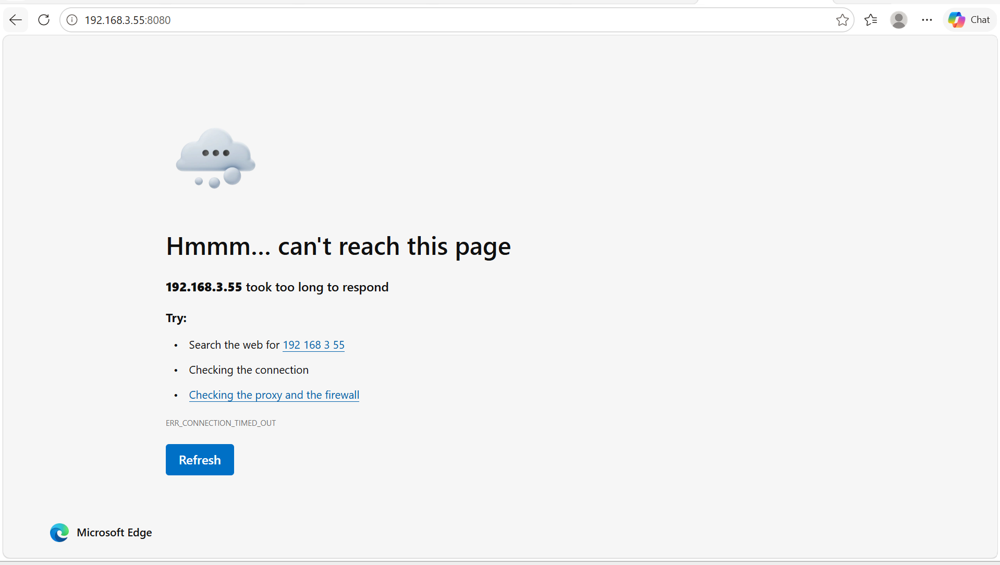 192.168.3.55:8080
Chat
Hmmm... can't reach this page
192.168.3.55 took too long to respond
Try:
• Search the web for 192 168 3 55
• Checking the connection
• Checking the proxy and the firewall
ERR_CONNECTION_TIMED_OUT
Refresh
Microsoft Edge